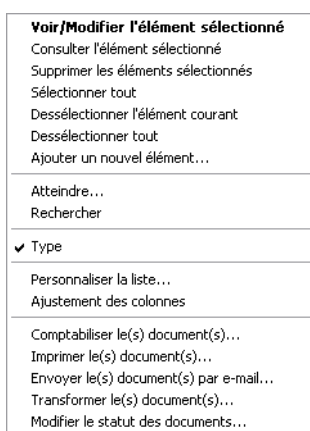 Voir/Modifier l'élément sélectionné
Consulter l'élément sélectionné
Supprimer les éléments sélectionnés
Sélectionner tout
Dessélectionner l'élément courant
Dessélectionner tout
Ajouter un nouvel élément...
Atteindre...
Rechercher
Type
Personnaliser la liste...
Ajustement des colonnes
Comptabiliser le(s) document(s)...
Imprimer le(s) document(s)...
Envoyer le(s) document(s) par e-mail...
Transformer le(s) document(s)...
Modifier le statut des documents...